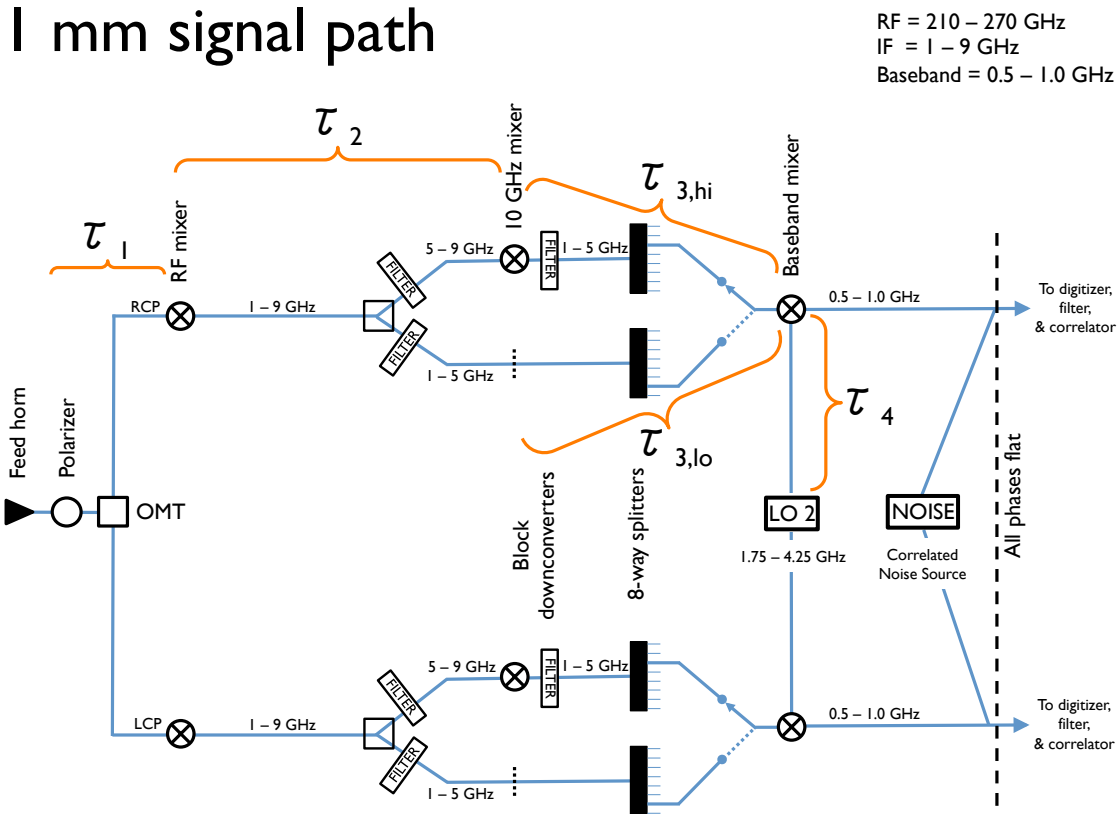 1 mm signal path
RF = 210 – 270 GHz
IF = 1 – 9 GHz
Baseband = 0.5 – 1.0 GHz
τ 1
RF mixer
τ 2
10 GHz mixer
τ 3,hi
Baseband mixer
RCP
1 – 9 GHz
FILTER
FILTER
5 – 9 GHz
FILTER
1 – 5 GHz
1 – 5 GHz
0.5 – 1.0 GHz
To digitizer,
filter,
& correlator
τ 3,lo
τ 4
Feed horn
Polarizer
OMT
Block
downconverters
8-way splitters
LO 2
1.75 – 4.25 GHz
NOISE
Correlated
Noise Source
All phases flat
LCP
1 – 9 GHz
FILTER
FILTER
5 – 9 GHz
FILTER
1 – 5 GHz
1 – 5 GHz
0.5 – 1.0 GHz
To digitizer,
filter,
& correlator